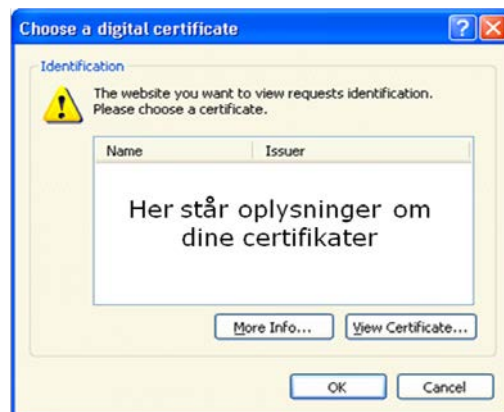 Choose a digital certificate
Identification
The website you want to view requests identification.
Please choose a certificate.
Name Issuer
Her står oplysninger om
dine certifikater
More Info... View Certificate...
OK Cancel